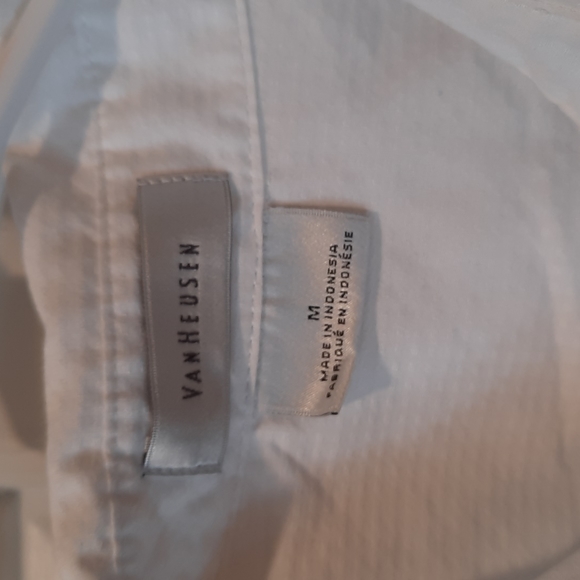 VANHEUSEN
M
MADE IN INDONESIA
FABRIQUÉ EN INDONÉSIE